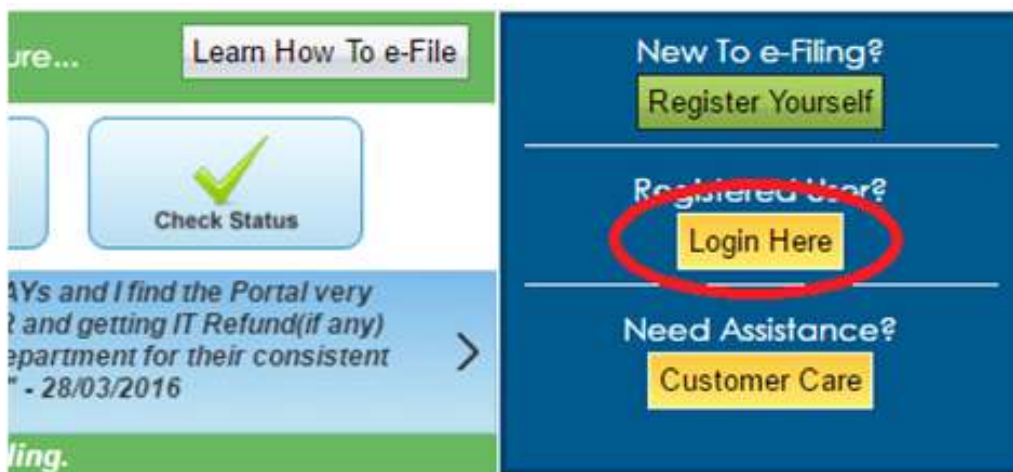 ure...
Learn How To e-File
Check Status
AYs and I find the Portal very
R and getting IT Refund(if any)
epartment for their consistent
" - 28/03/2016
ling.
New To e-Filing?
Register Yourself
Registered User?
Login Here
Need Assistance?
Customer Care